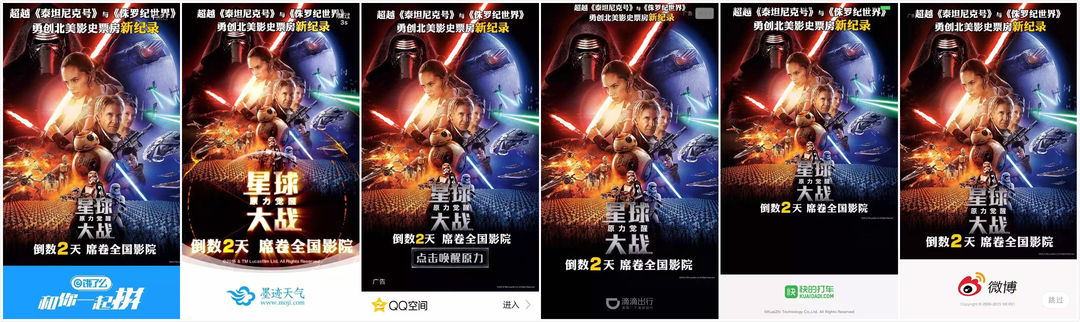 超越《泰坦尼克号》与《侏罗纪世界》
勇创北美影史票房新纪录
星球
原力觉醒
大战
倒数2天 席卷全国影院
饿了么
和你一起拼
超越《泰坦尼克号》与《侏罗纪世界》
3s
勇创北美影史票房新纪录
星球
原力觉醒
大战
倒数2天 席卷全国影院
©2015 & TM Lucasfilm Ltd. All Rights Reserved
墨迹天气
www.moji.com
超越《泰坦尼克号》与《侏罗纪世界》
勇创北美影史票房新纪录
星球
原力觉醒
大战
倒数2天 席卷全国影院
点击唤醒原力
广告
QQ空间
进入
超越《泰坦尼克号》与《侏罗纪世界》
勇创北美影史票房新纪录
广告
星球
原力觉醒
大战
倒数2天 席卷全国影院
滴滴出行
超越《泰坦尼克号》与《侏罗纪世界》
勇创北美影史票房新纪录
星球
原力觉醒
大战
倒数2天 席卷全国影院
快 快的打车
KUAIDADI.COM
超越《泰坦尼克号》与《侏罗纪世界》
勇创北美影史票房新纪录
星球
原力觉醒
大战
倒数2天 席卷全国影院
微博
跳过